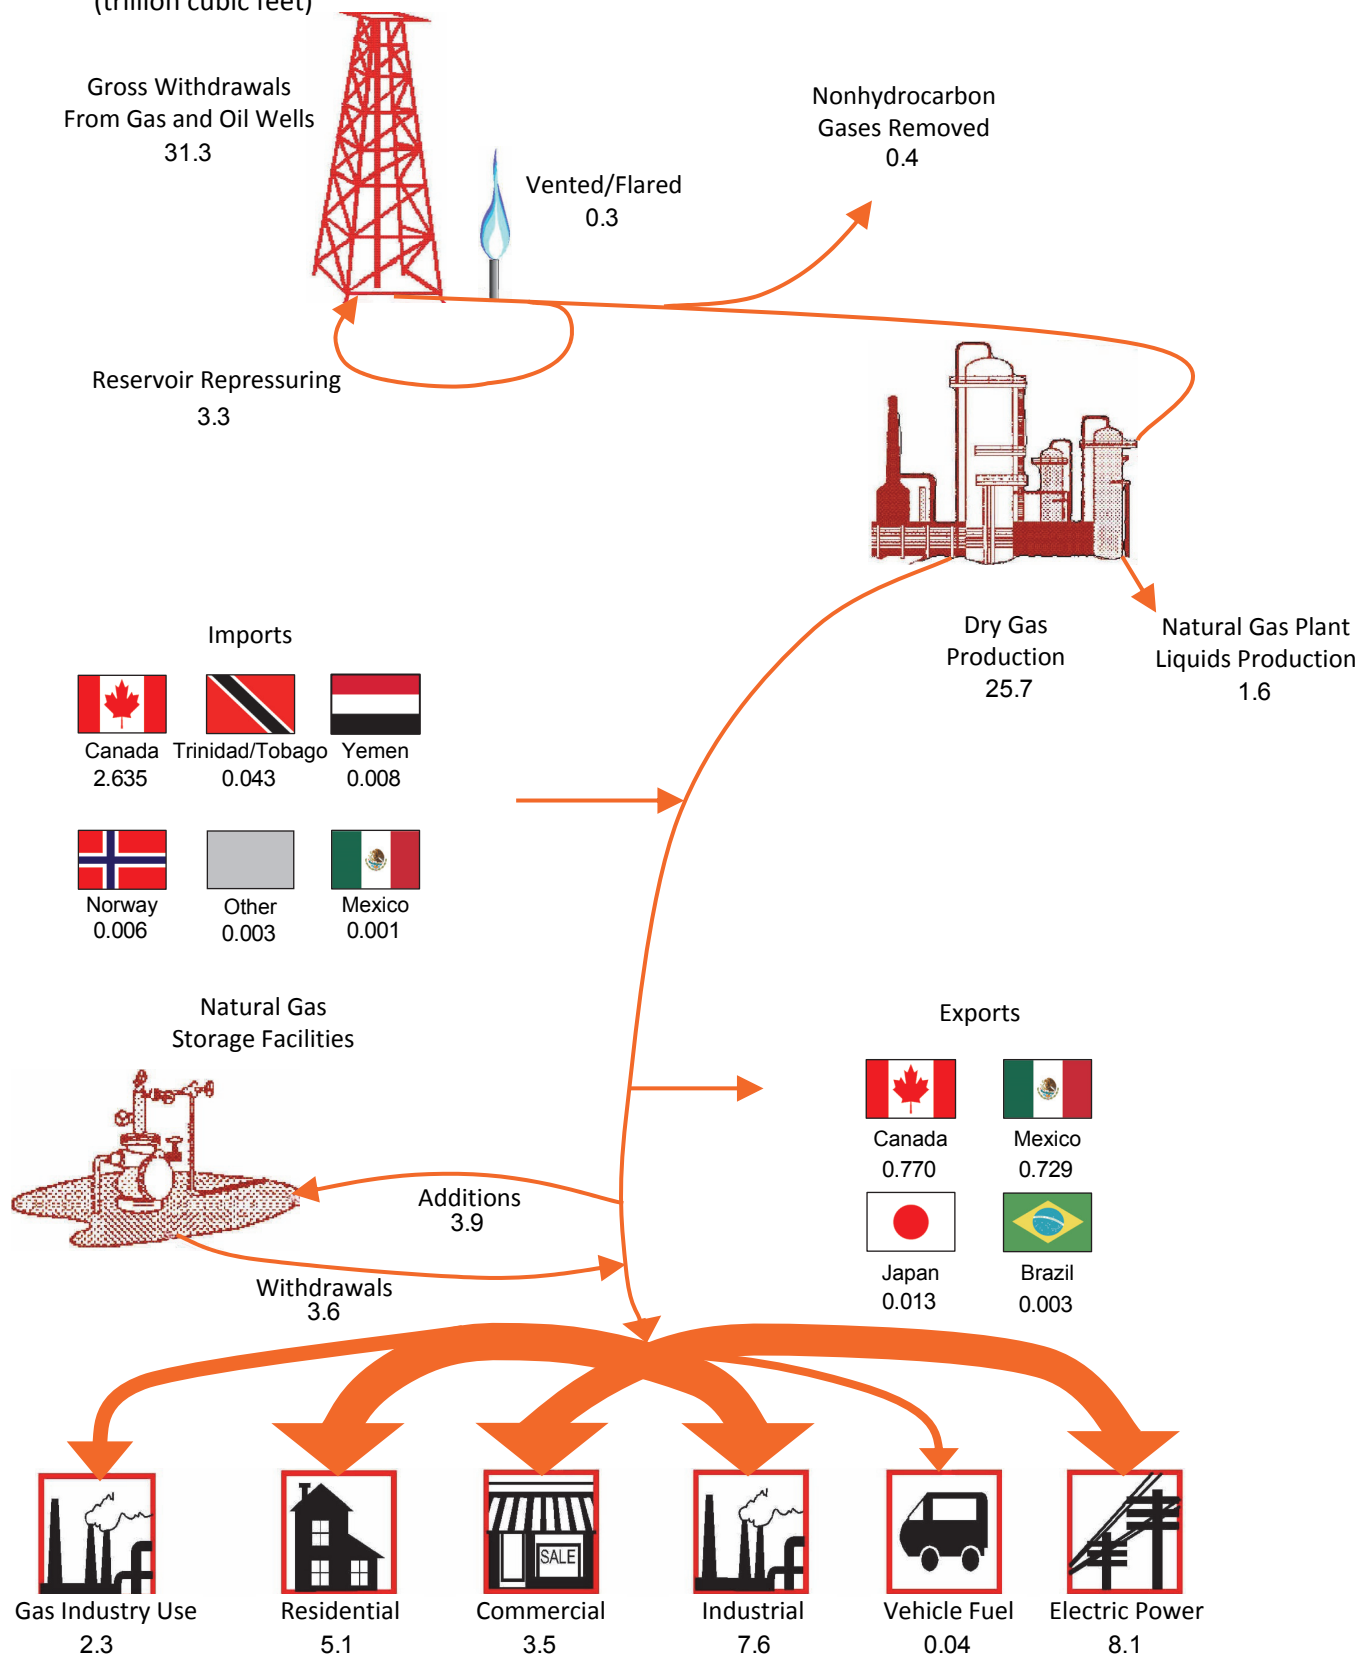 (trillion cubic feet)
Gross Withdrawals
From Gas and Oil Wells
31.3
Vented/Flared
0.3
Nonhydrocarbon
Gases Removed
0.4
Reservoir Repressuring
3.3
Dry Gas
Production
25.7
Natural Gas Plant
Liquids Production
1.6
Imports
Canada
2.635
Trinidad/Tobago
0.043
Yemen
0.008
Norway
0.006
Other
0.003
Mexico
0.001
Natural Gas
Storage Facilities
Additions
3.9
Withdrawals
3.6
Exports
Canada
0.770
Mexico
0.729
Japan
0.013
Brazil
0.003
SALE
Gas Industry Use
2.3
Residential
5.1
Commercial
3.5
Industrial
7.6
Vehicle Fuel
0.04
Electric Power
8.1